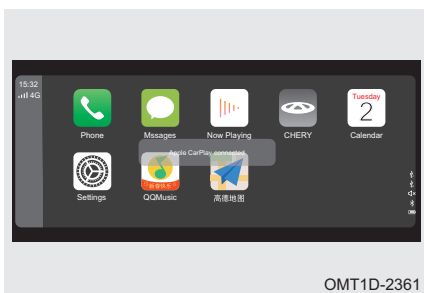 15:32
4G
Phone
Mssages
Now Playing
CHERY
Tuesday
2
Calendar
Apple CarPlay connected
Settings
QQMusic
高德地图
OMT1D-2361